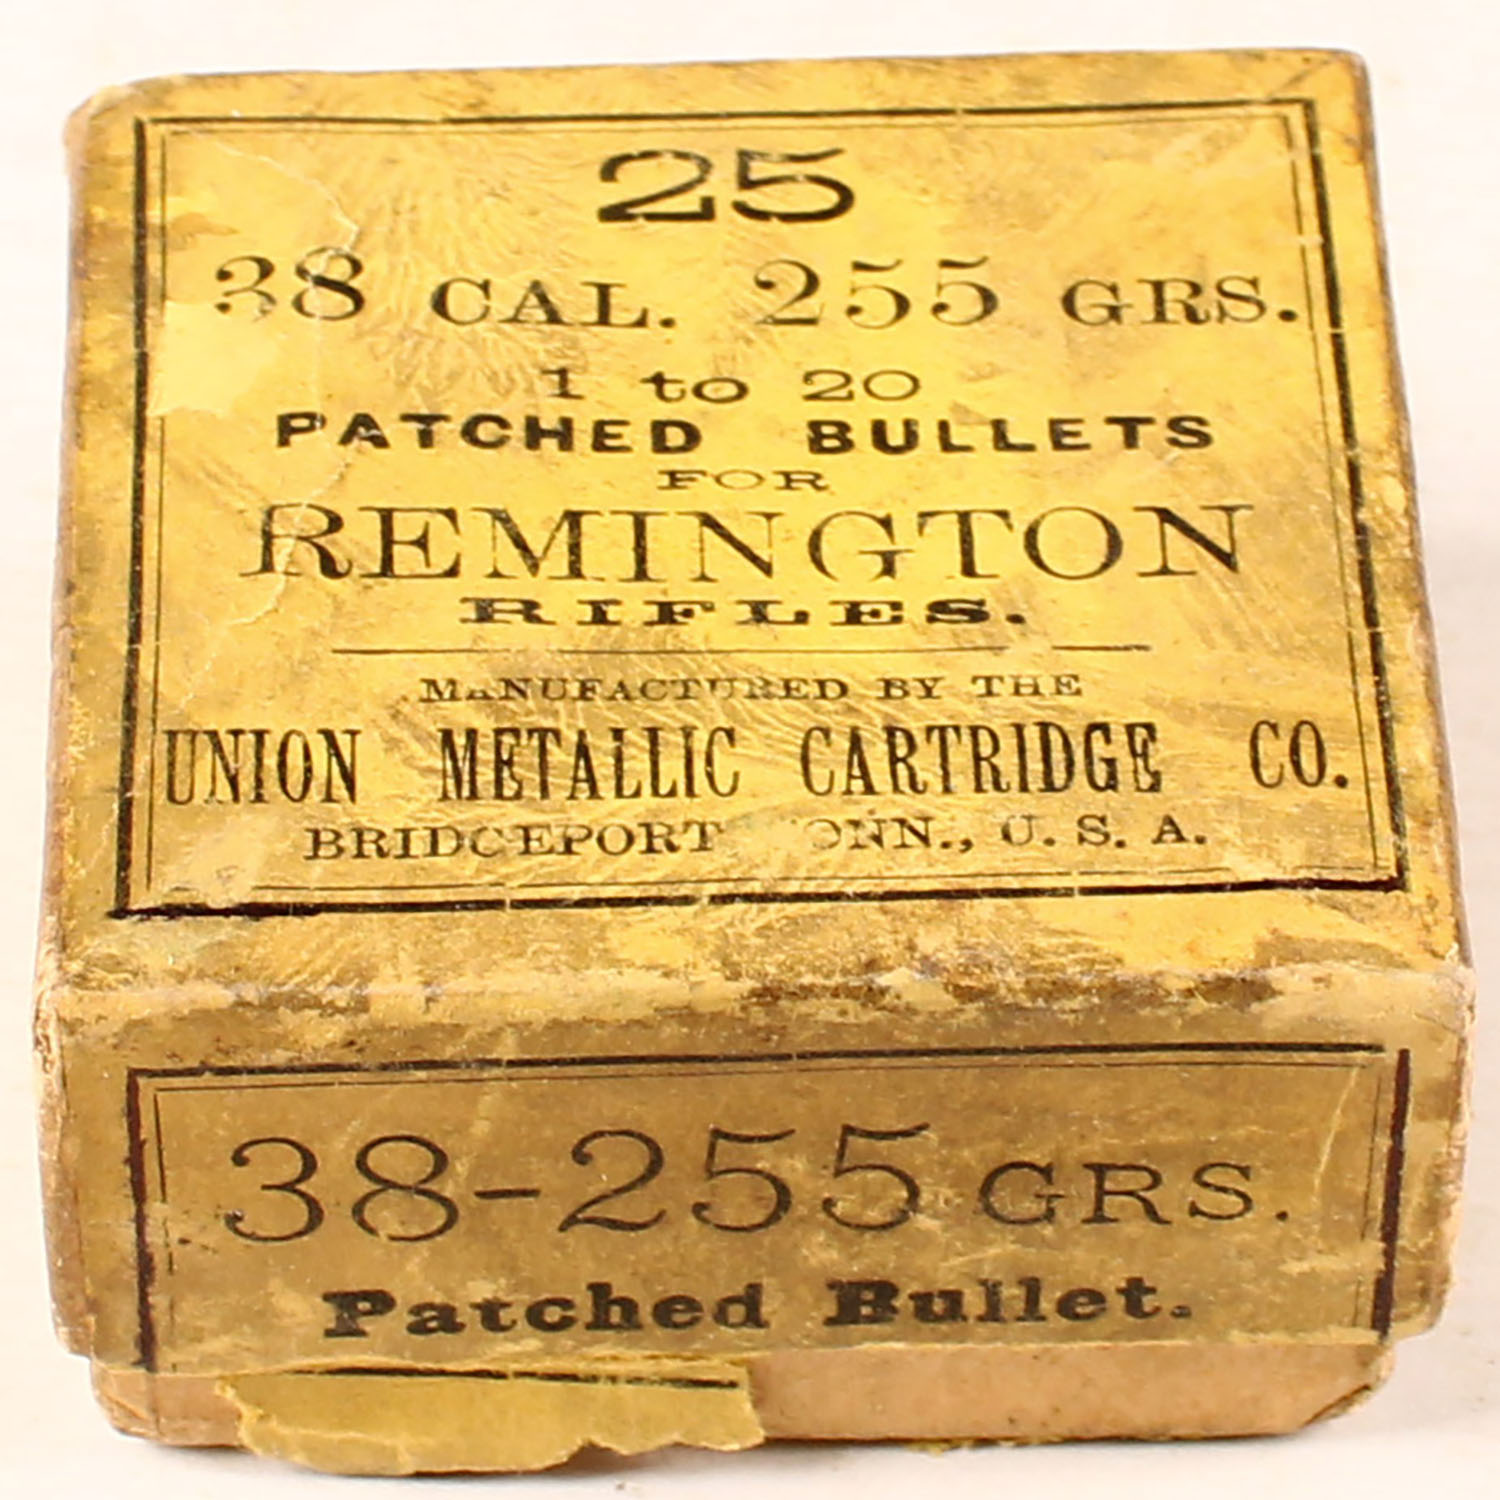 25
38 CAL. 255 GRS.
1 to 20
PATCHED BULLETS
FOR
REMINGTON
RIFLES.
MANUFACTURED BY THE
UNION METALLIC CARTRIDGE CO.
BRIDGEPORT CONN., U. S. A.
38-255 GRS.
Patched Bullet.